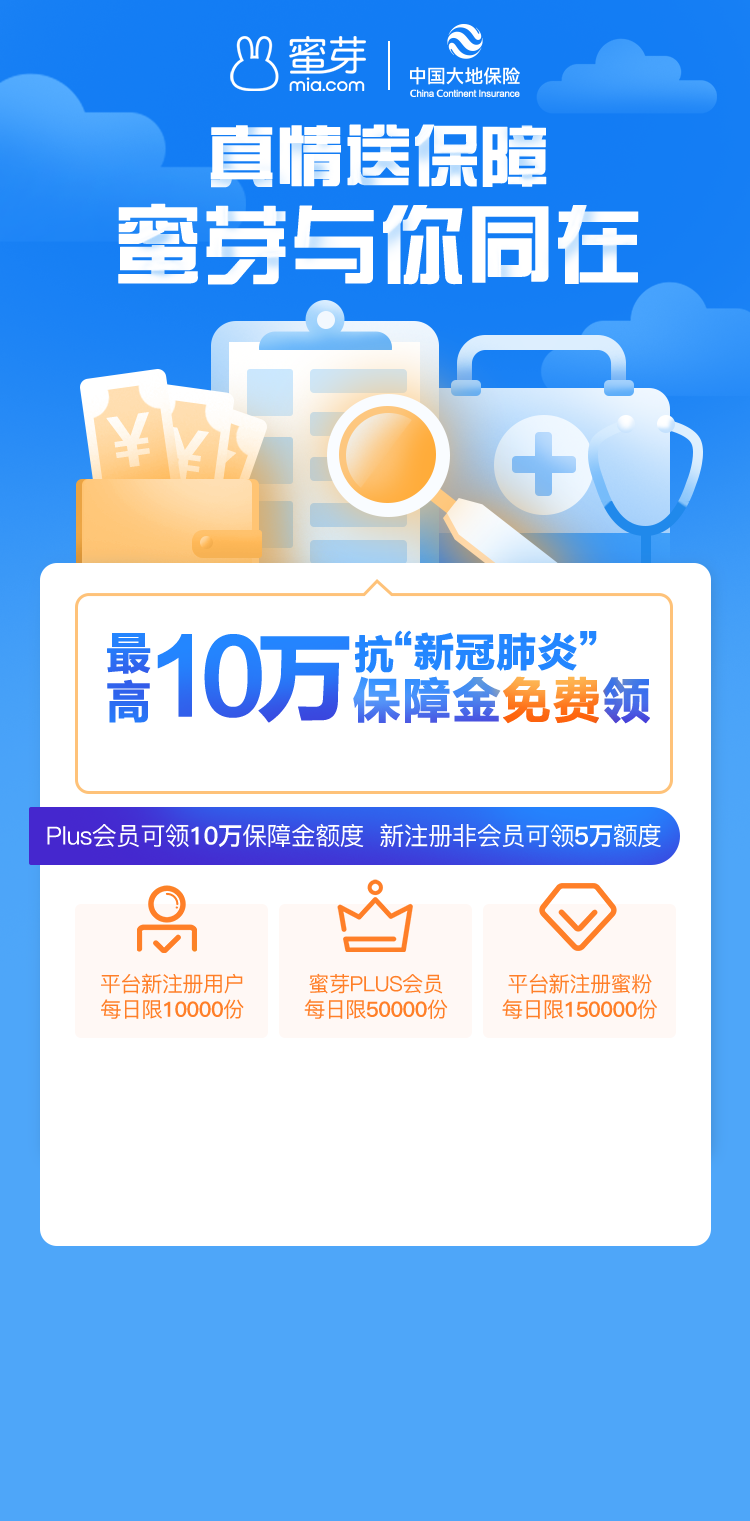 蜜芽
mia.com
中国大地保险
China Continent Insurance
真情送保障
蜜芽与你同在
¥ ¥
最高10万抗“新冠肺炎”
保障金免费领
Plus会员可领10万保障金额度 新注册非会员可领5万额度
平台新注册用户
每日限10000份
蜜芽PLUS会员
每日限50000份
平台新注册蜜粉
每日限150000份